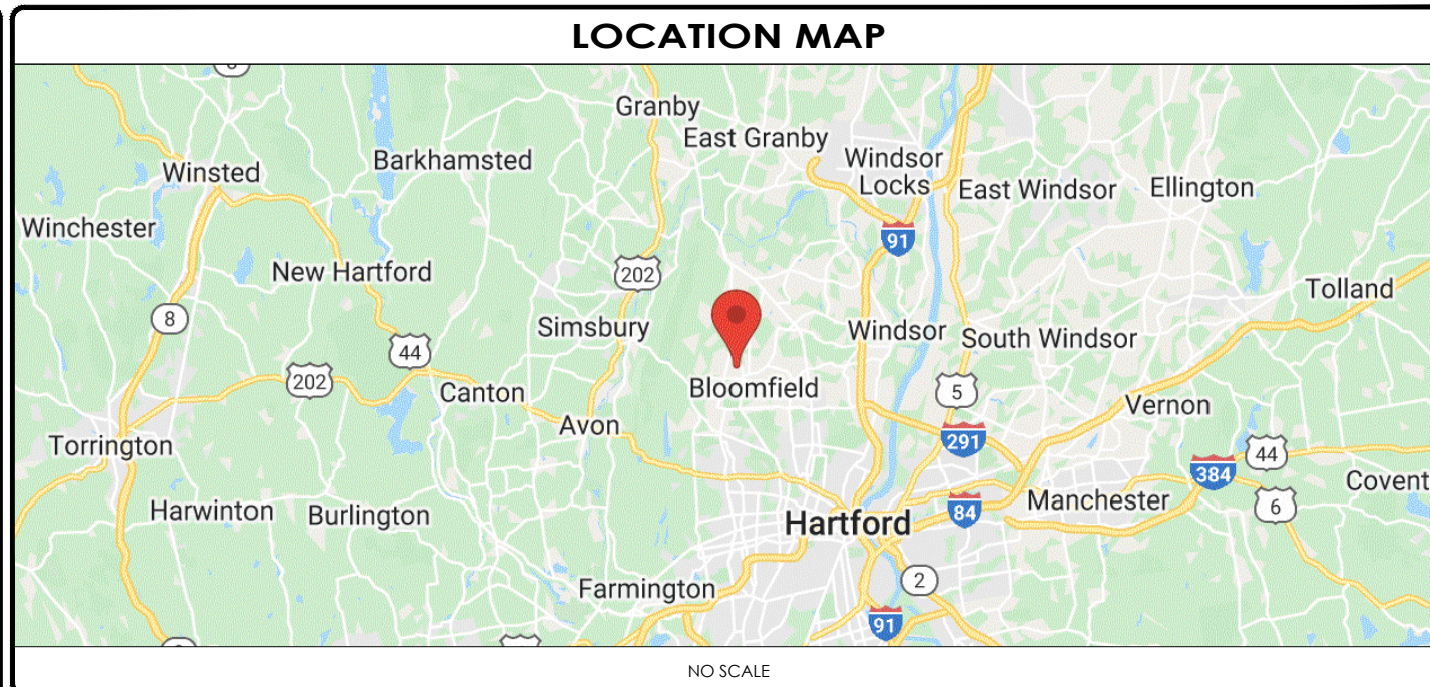 LOCATION MAP
Granby
East Granby
Windsor
Locks
Barkhamsted
Winsted
East Windsor
Ellington
Winchester
91
New Hartford
202
Tolland
8
Simsbury
Windsor
South Windsor
44
202
Bloomfield
Canton
5
Vernon
Avon
291
Torrington
44
384
Covent
Harwinton
Burlington
Hartford
84
Manchester
6
Farmington
2
91
NO SCALE